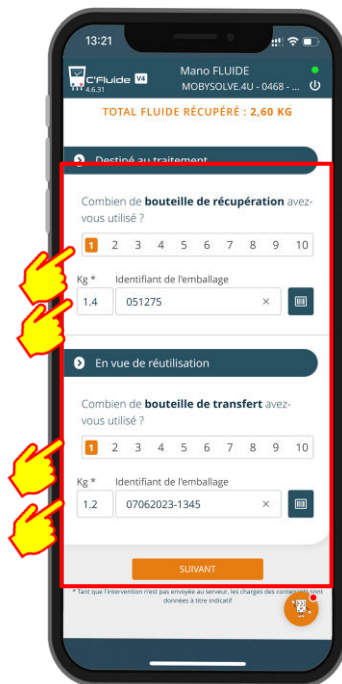 13:21
C'Fluide V4
4.6.31
Mano FLUIDE
MOBYSOLVE.4U - 0468 - ...
TOTAL FLUIDE RÉCUPÉRÉ : 2,60 KG
Destiné au traitement
Combien de bouteille de récupération avez-
vous utilisé ?
1 2 3 4 5 6 7 8 9 10
Kg * Identifiant de l'emballage
1.4 051275 ×
En vue de réutilisation
Combien de bouteille de transfert avez-
vous utilisé ?
1 2 3 4 5 6 7 8 9 10
Kg * Identifiant de l'emballage
1.2 07062023-1345 ×
SUIVANT
* Tant que l'intervention n'est pas envoyée au serveur, les charges des contenants sont
données à titre indicatif